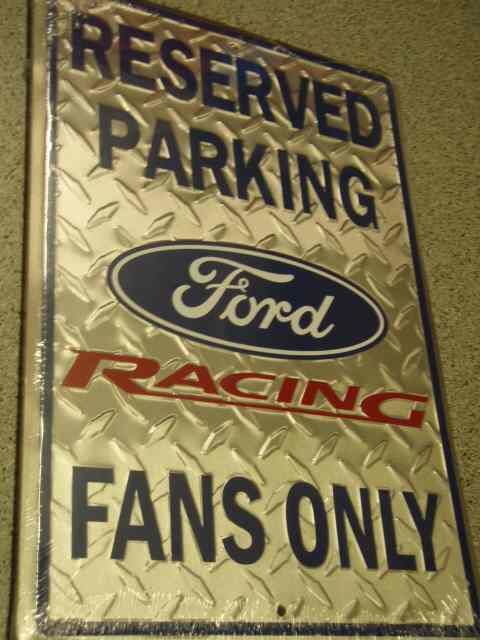 RESERVED
PARKING
Ford
RACING
FANS ONLY